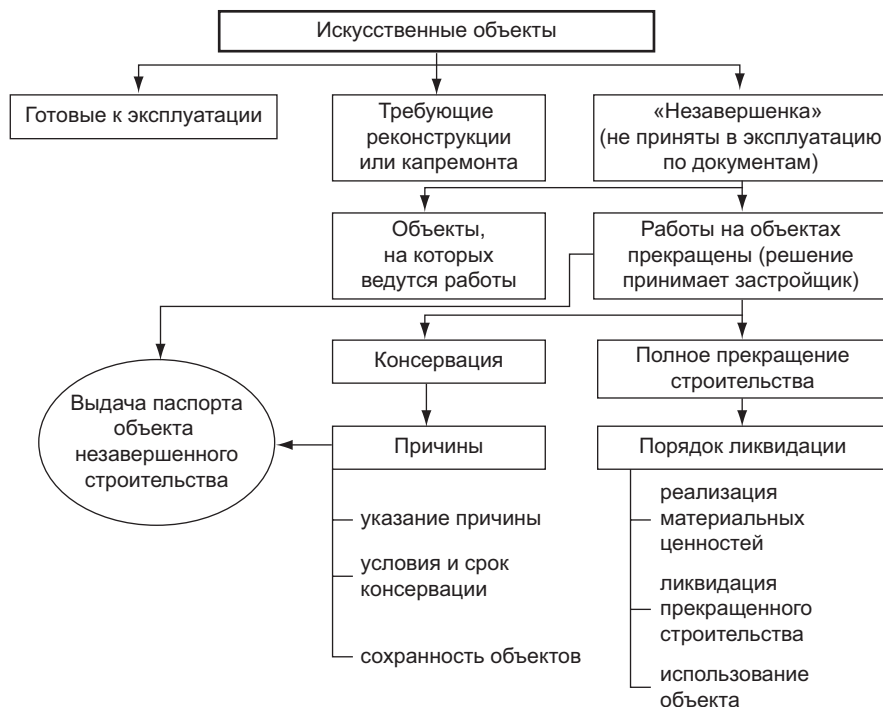 Искусственные объекты
Готовые к эксплуатации
Требующие
реконструкции
или капремонта
«Незавершенка»
(не приняты в эксплуатацию
по документам)
Объекты,
на которых
ведутся работы
Работы на объектах
прекращены (решение
принимает застройщик)
Консервация
Полное прекращение
строительства
Выдача паспорта
объекта
незавершенного
строительства
Причины
Порядок ликвидации
указание причины
условия и срок
консервации
сохранность объектов
реализация
материальных
ценностей
ликвидация
прекращенного
строительства
использование
объекта